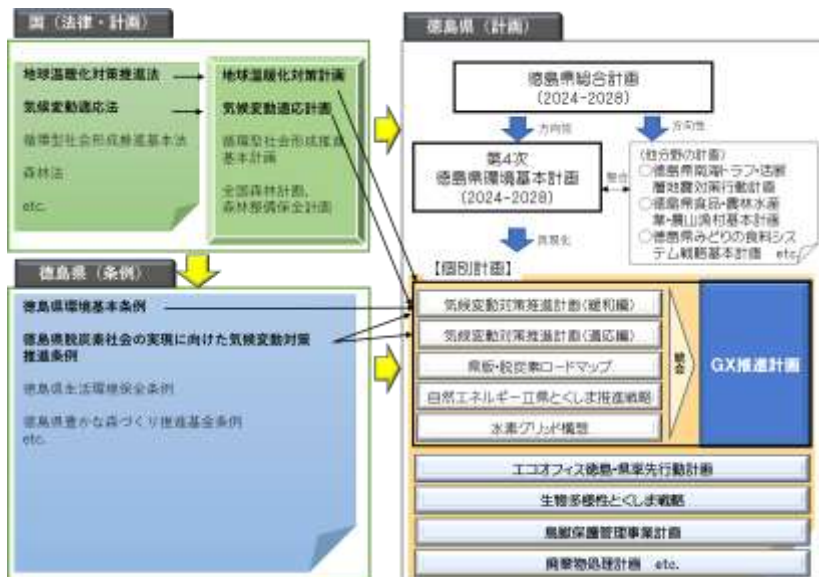 国（法律・計画）
地球温暖化対策推進法
気候変動適応法
循環型社会形成推進基本法
森林法
etc.
地球温暖化対策計画
気候変動適応計画
循環型社会形成推進
基本計画
全国森林計画、
森林整備保全計画
徳島県（条例）
徳島県環境基本条例
徳島県脱炭素社会の実現に向けた気候変動対策
推進条例
徳島県生活環境保全条例
徳島県豊かな森づくり推進基金条例
etc.
徳島県（計画）
徳島県総合計画
(2024-2028)
方向性
方向性
第4次
徳島県環境基本計画
(2024-2028)
整合
(他分野の計画)
○徳島県南海トラフ・活断
層地震対策行動計画
○徳島県食品・農林水産
業・農山漁村基本計画
○徳島県みどりの食料シス
テム戦略基本計画 etc
具現化
【個別計画】
気候変動対策推進計画(緩和編)
気候変動対策推進計画(適応編)
県版・脱炭素ロードマップ
自然エネルギー立県とくしま推進戦略
水素グリッド構想
統合
GX推進計画
エコオフィス徳島・県率先行動計画
生物多様性とくしま戦略
鳥獣保護管理事業計画
廃棄物処理計画 etc.